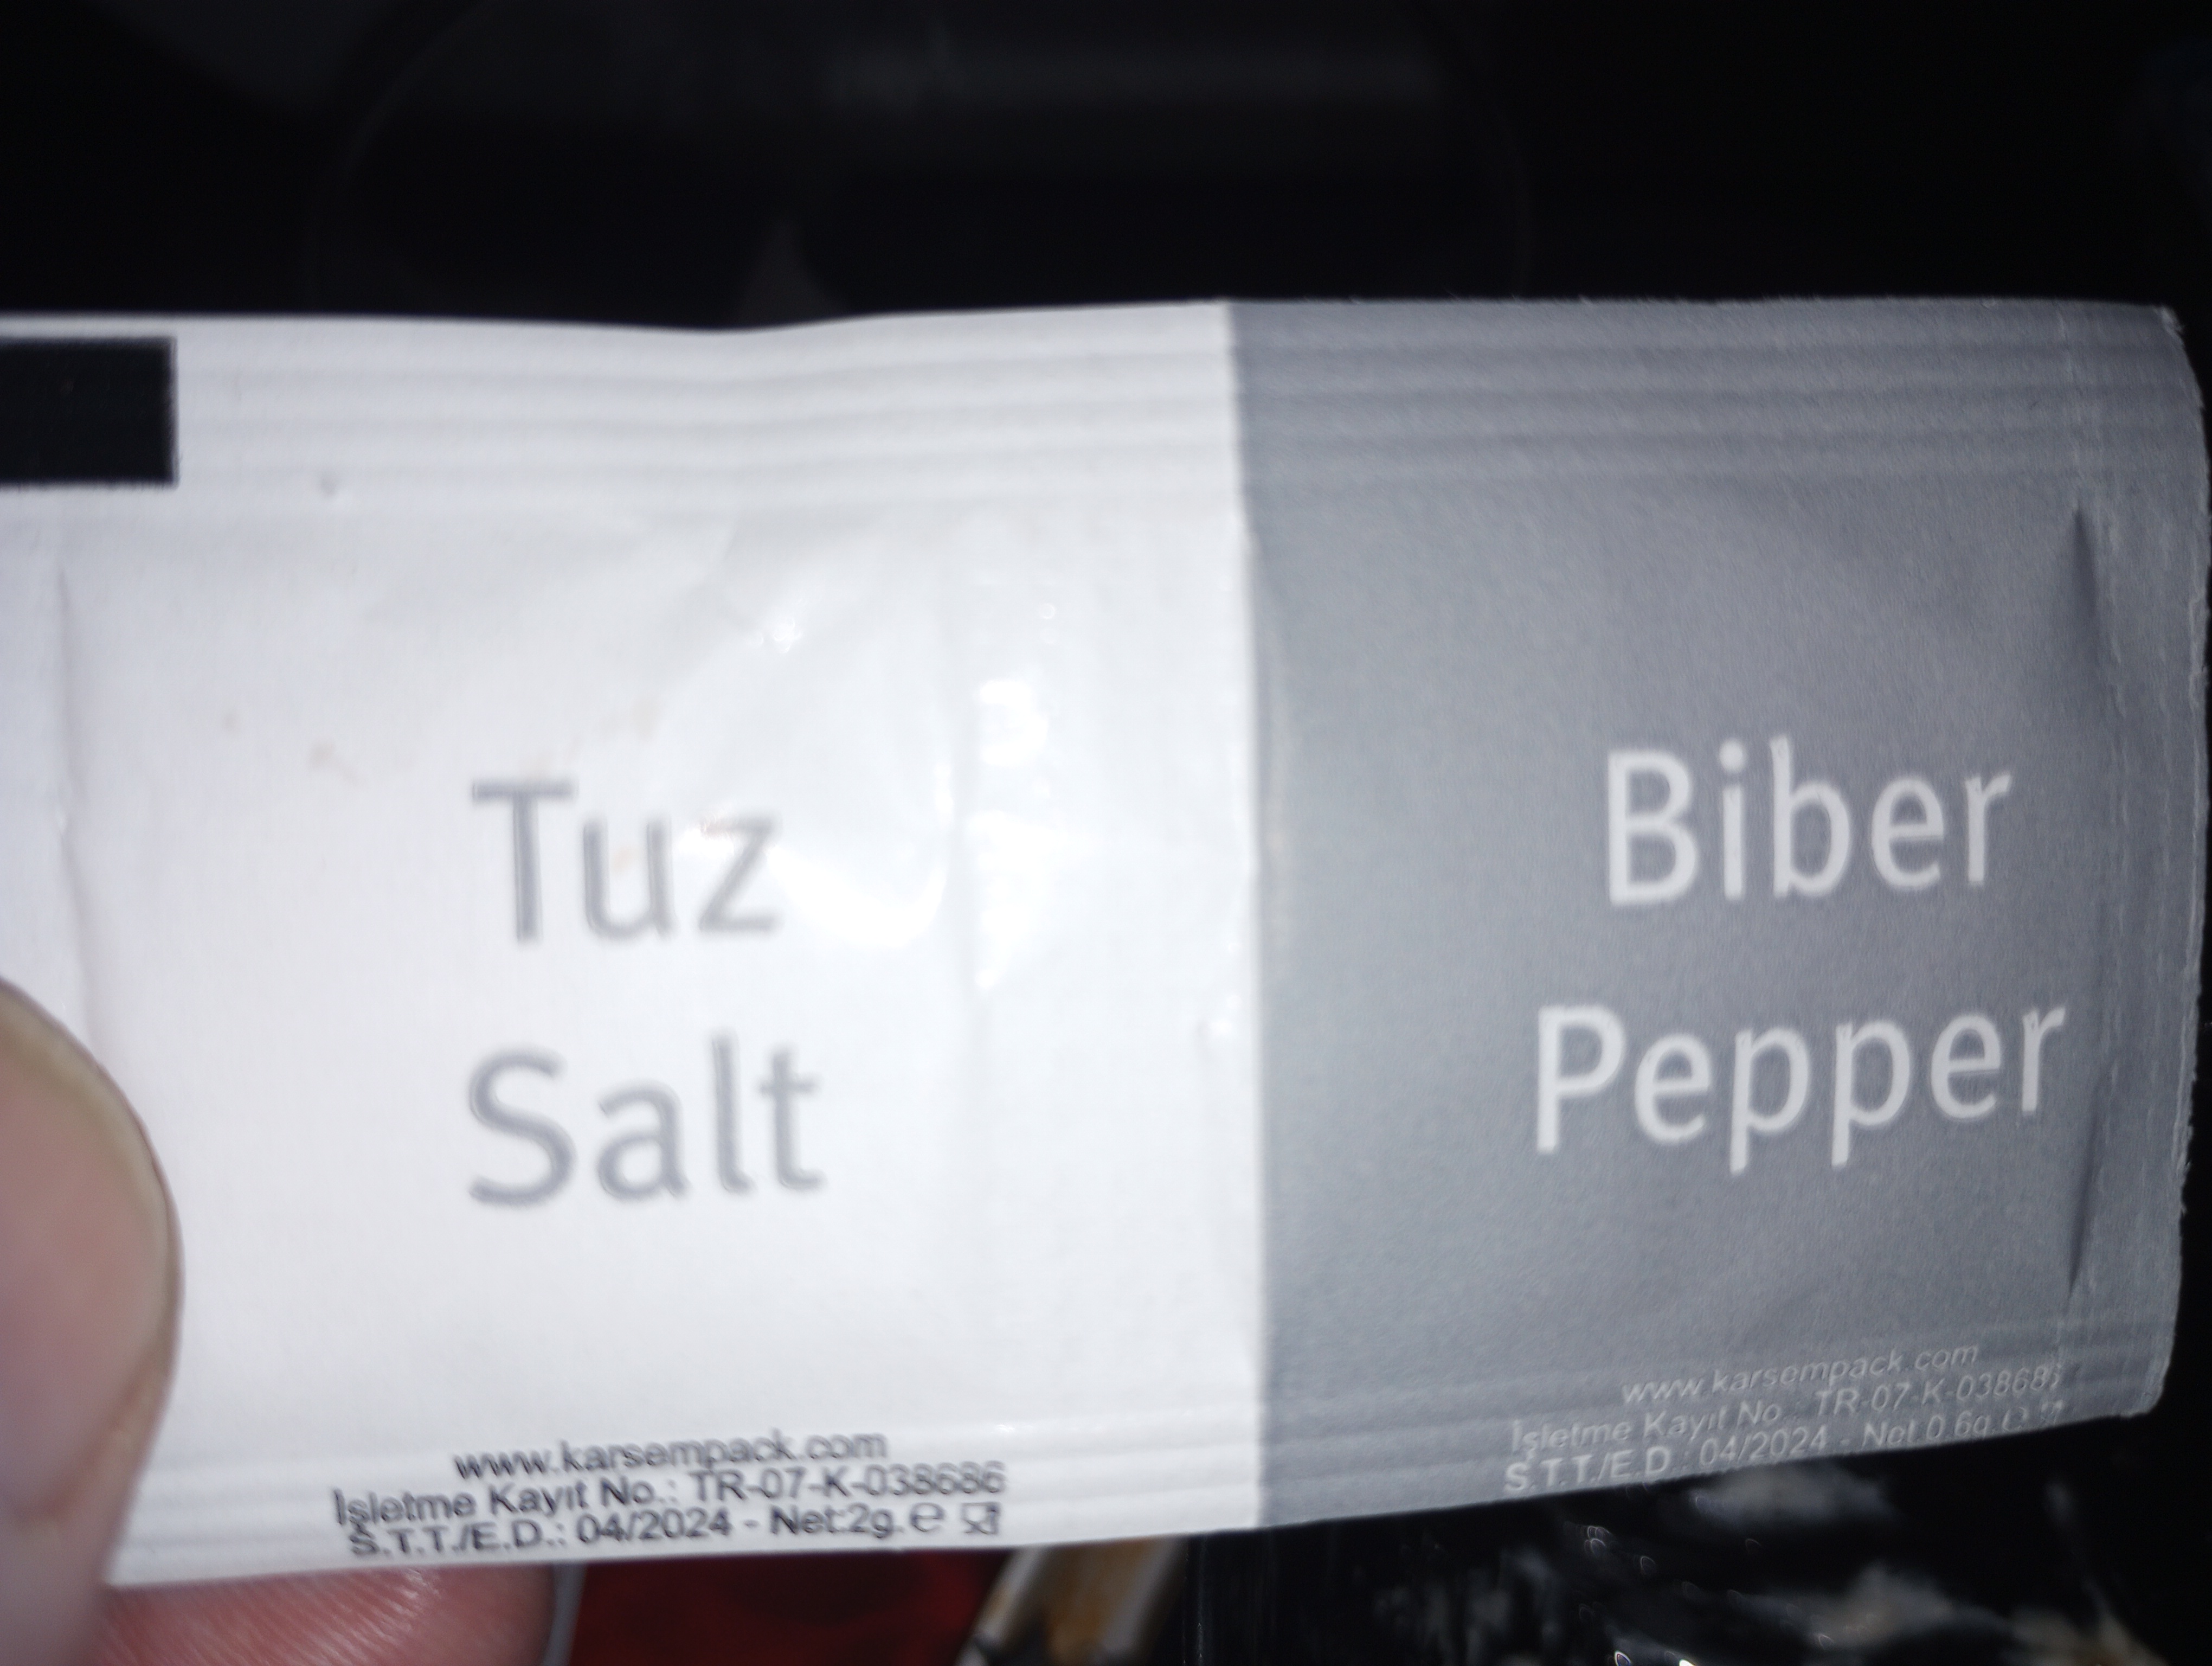 Tuz
Salt
www.karsempack.com
İşletme Kayıt No.: TR-07-K-038686
S.T.T./E.D.: 04/2024 - Net:2g. ℮
Biber
Pepper
www.karsempack.com
İşletme Kayıt No.: TR-07-K-038686
S.T.T./E.D.: 04/2024 - Net 0.6g ℮